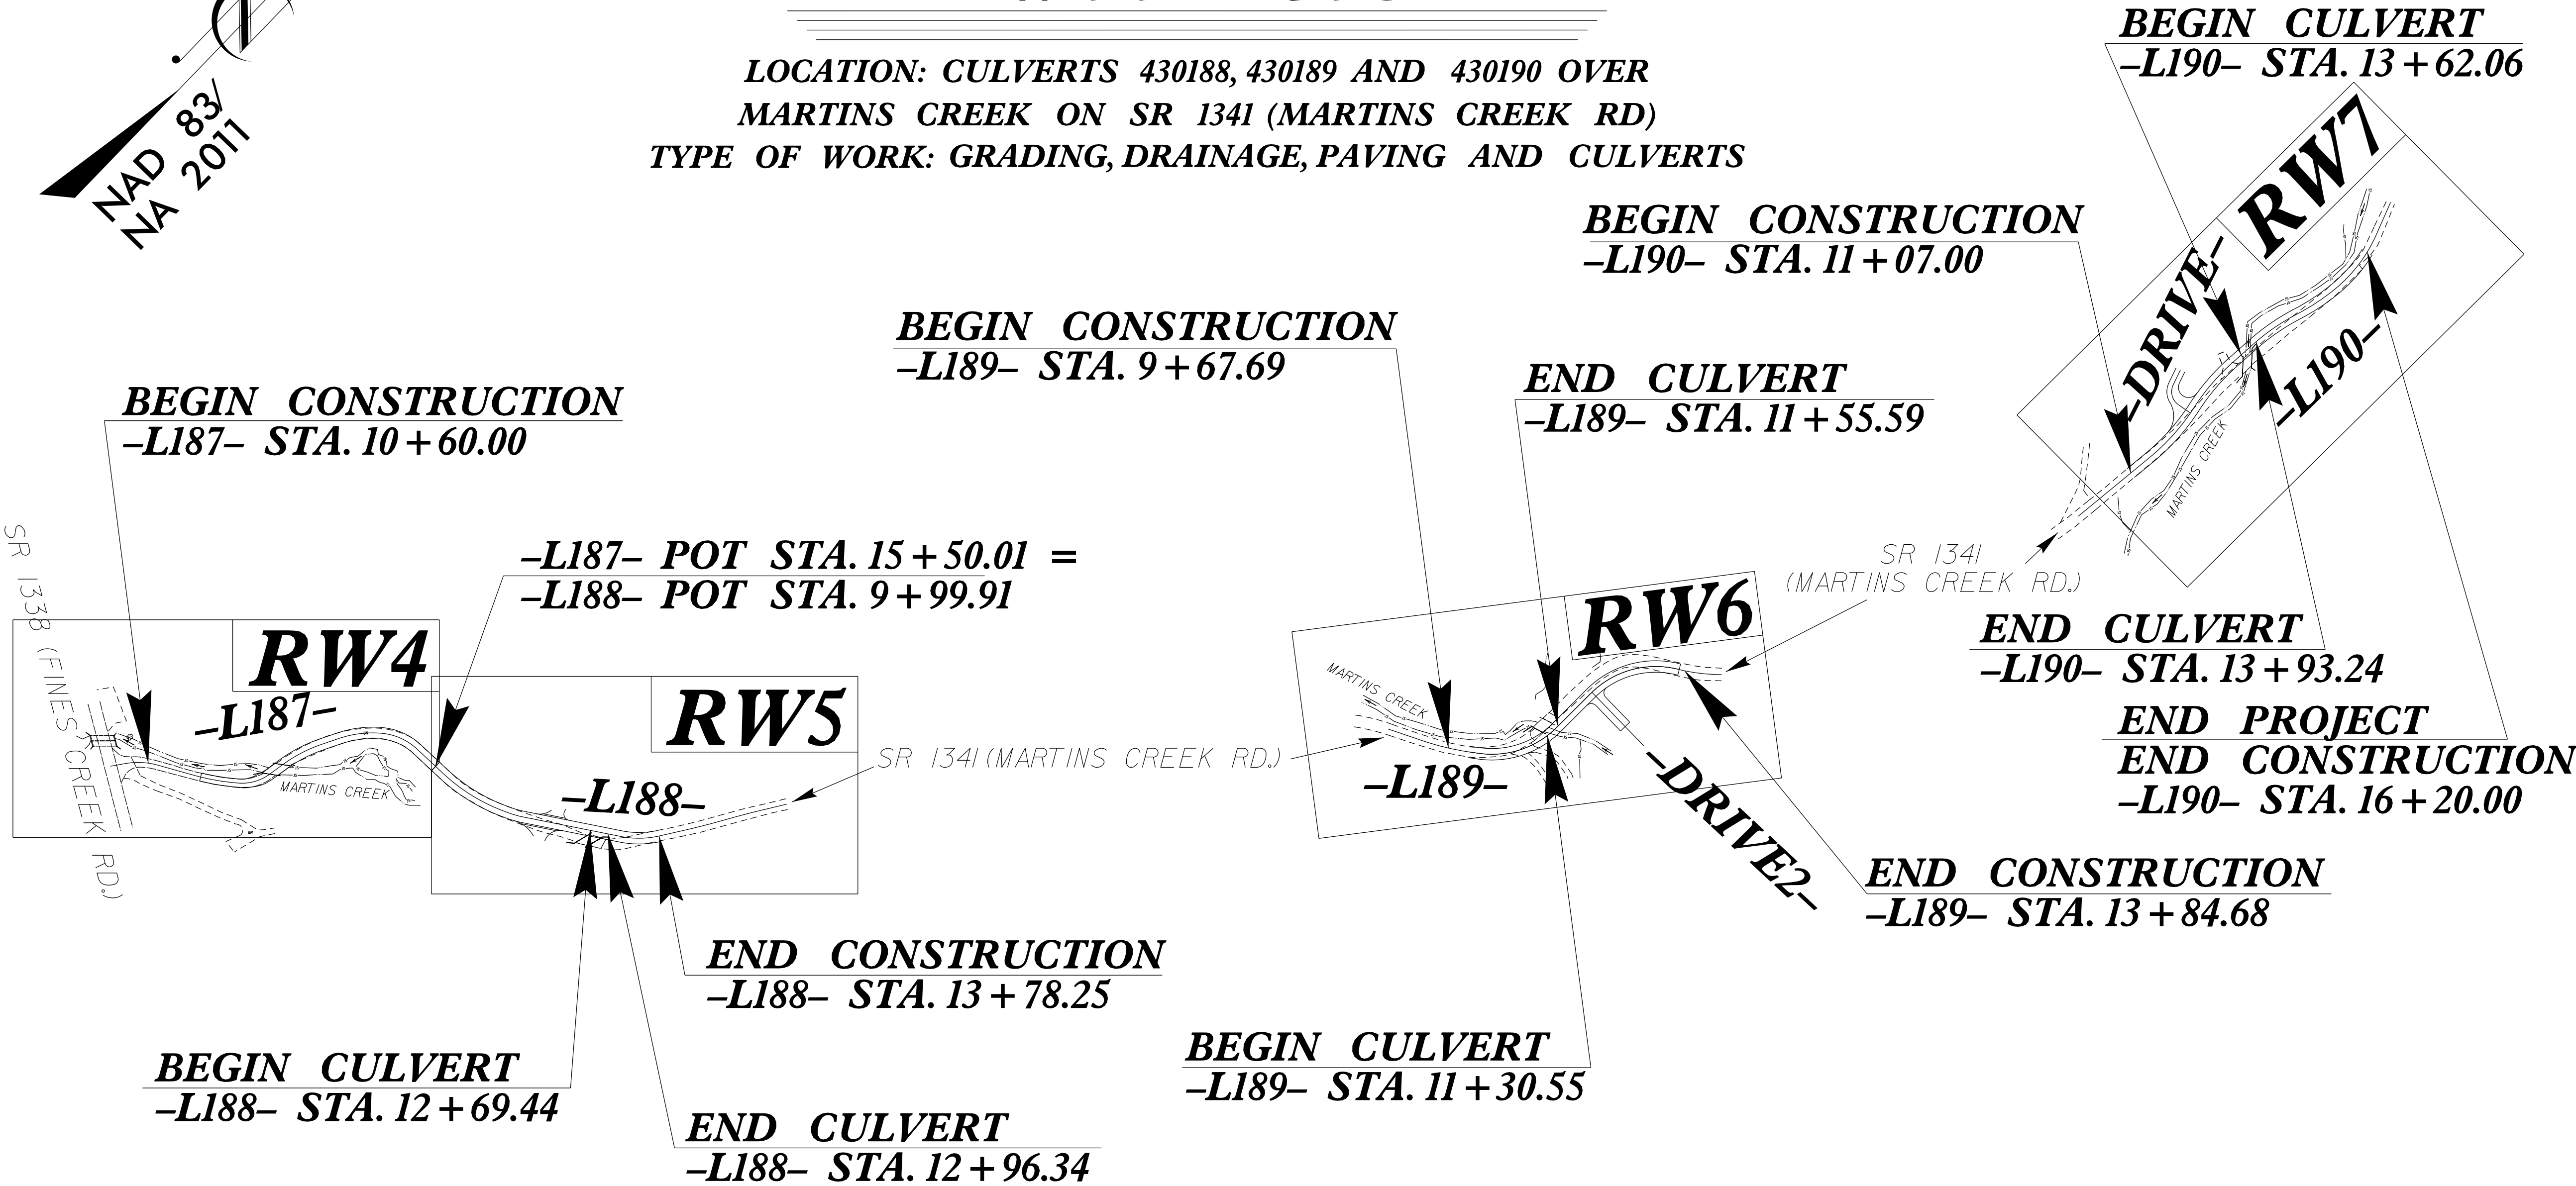 NAD 83/
NA 2011
LOCATION: CULVERTS 430188, 430189 AND 430190 OVER
MARTINS CREEK ON SR 1341 (MARTINS CREEK RD)
TYPE OF WORK: GRADING, DRAINAGE, PAVING AND CULVERTS
BEGIN CULVERT
–L190– STA. 13+62.06
RW7
BEGIN CONSTRUCTION
–L190– STA. 11+07.00
–DRIVE–
–L190–
MARTINS CREEK
BEGIN CONSTRUCTION
–L189– STA. 9+67.69
END CULVERT
–L189– STA. 11+55.59
BEGIN CONSTRUCTION
–L187– STA. 10+60.00
–L187– POT STA. 15+50.01 =
–L188– POT STA. 9+99.91
SR 1338 (FINES CREEK RD.)
RW4
–L187–
MARTINS CREEK
RW5
–L188–
SR 1341 (MARTINS CREEK RD.)
RW6
MARTINS CREEK
–L189–
–DRIVE2–
SR 1341
(MARTINS CREEK RD.)
END CULVERT
–L190– STA. 13+93.24
END PROJECT
END CONSTRUCTION
–L190– STA. 16+20.00
END CONSTRUCTION
–L189– STA. 13+84.68
END CONSTRUCTION
–L188– STA. 13+78.25
BEGIN CULVERT
–L189– STA. 11+30.55
BEGIN CULVERT
–L188– STA. 12+69.44
END CULVERT
–L188– STA. 12+96.34